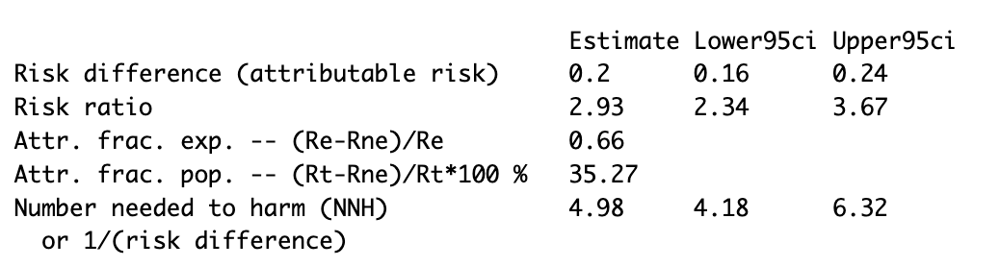 Estimate Lower95ci Upper95ci
Risk difference (attributable risk) 0.2 0.16 0.24
Risk ratio 2.93 2.34 3.67
Attr. frac. exp. -- (Re-Rne)/Re 0.66
Attr. frac. pop. -- (Rt-Rne)/Rt*100 % 35.27
Number needed to harm (NNH) 4.98 4.18 6.32
or 1/(risk difference)